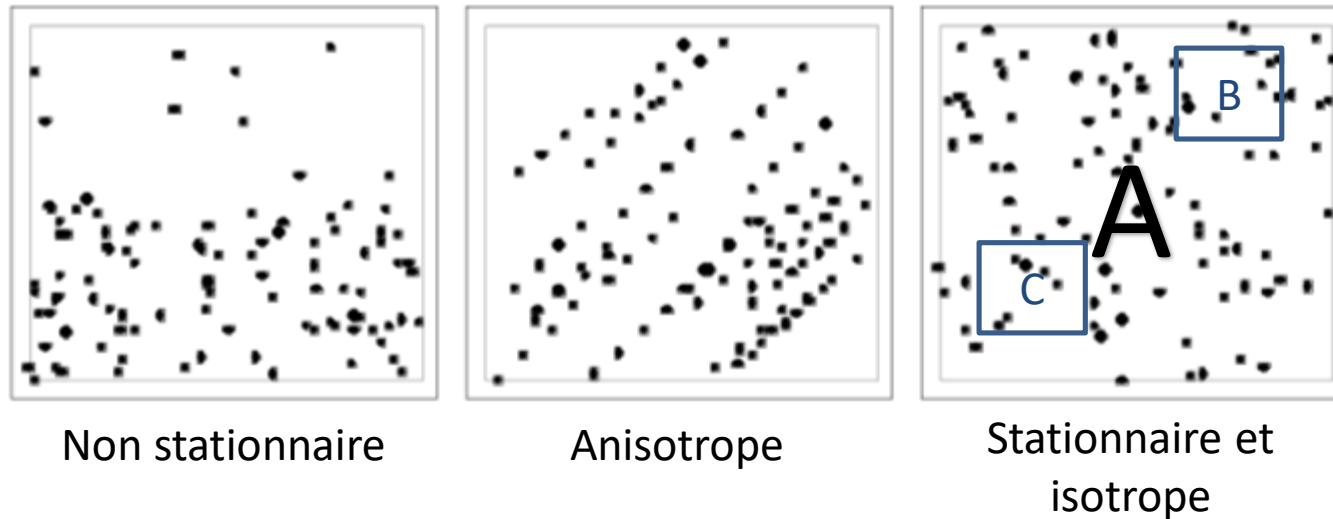 B
A
C
Non stationnaire
Anisotrope
Stationnaire et
isotrope